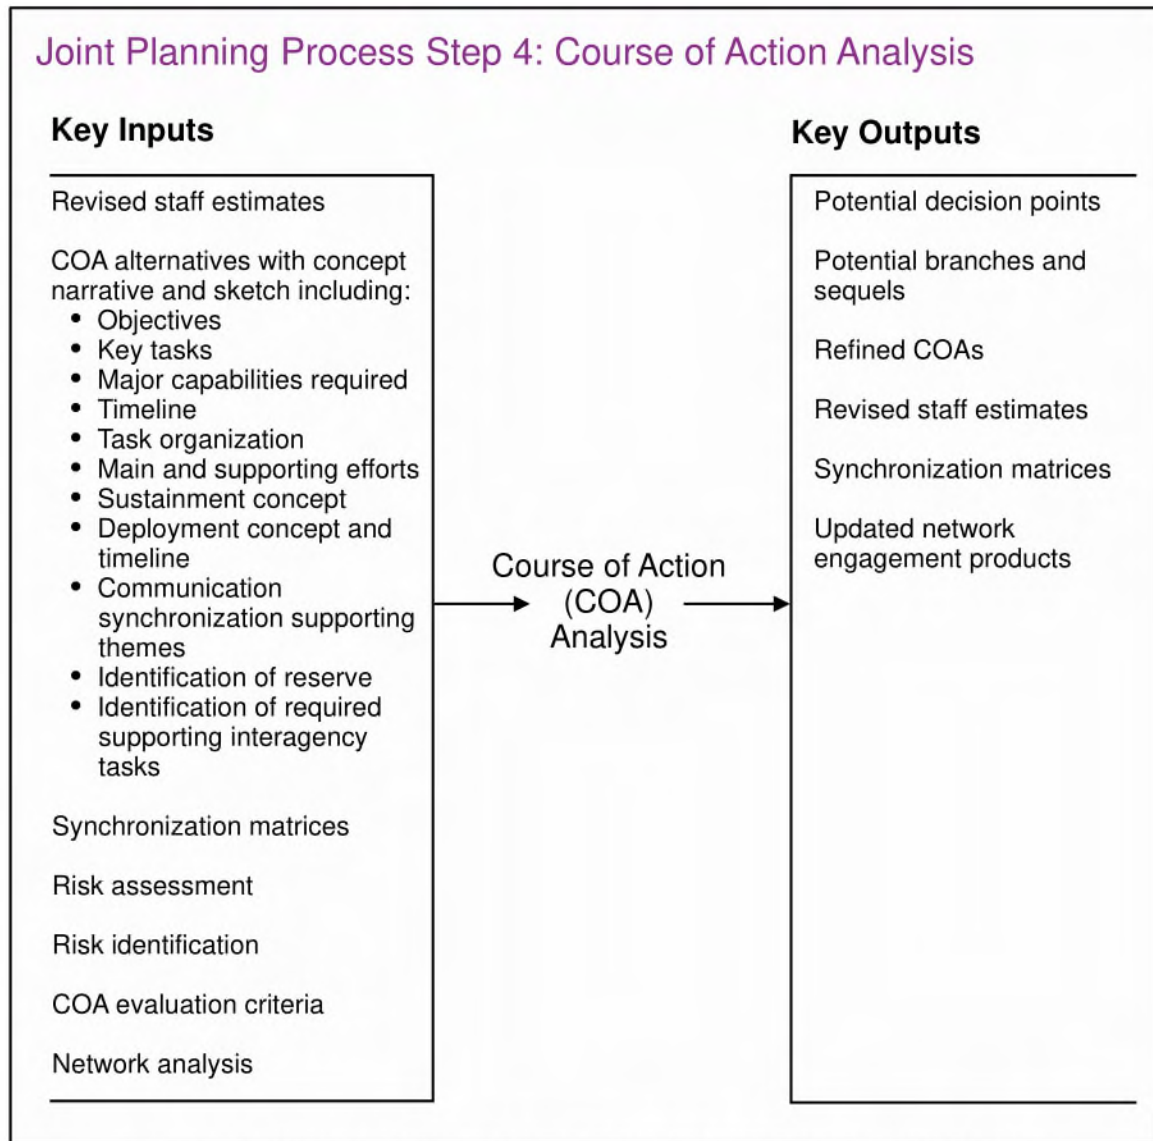 Joint Planning Process Step 4: Course of Action Analysis
Key Inputs
Revised staff estimates
COA alternatives with concept
narrative and sketch including:
• Objectives
• Key tasks
• Major capabilities required
• Timeline
• Task organization
• Main and supporting efforts
• Sustainment concept
• Deployment concept and
timeline
• Communication
synchronization supporting
themes
• Identification of reserve
• Identification of required
supporting interagency
tasks
Synchronization matrices
Risk assessment
Risk identification
COA evaluation criteria
Network analysis
Course of Action
(COA)
Analysis
Key Outputs
Potential decision points
Potential branches and
sequels
Refined COAs
Revised staff estimates
Synchronization matrices
Updated network
engagement products